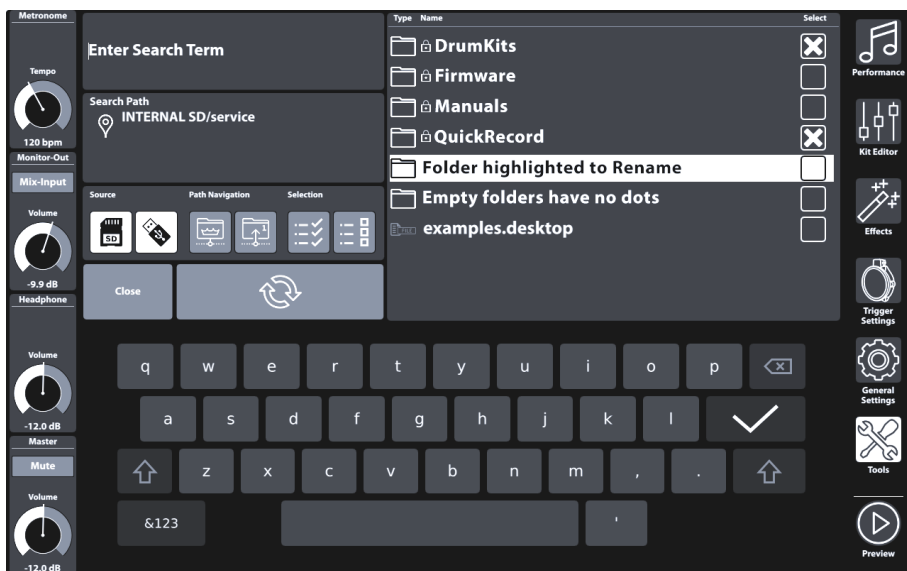 Metronome
Tempo
120 bpm
Monitor-Out
Mix-Input
Volume
-9.9 dB
Headphone
Volume
-12.0 dB
Master
Mute
Volume
-12.0 dB
Enter Search Term
Search Path
INTERNAL SD/service
Source
Path Navigation
Selection
SD
1
Close
Type Name Select
DrumKits
Firmware
Manuals
QuickRecord
Folder highlighted to Rename
Empty folders have no dots
examples.desktop
q w e r t y u i o p
a s d f g h j k l
z x c v b n m , .
&123 '
Performance
Kit Editor
Effects
Trigger
Settings
General
Settings
Tools
Preview